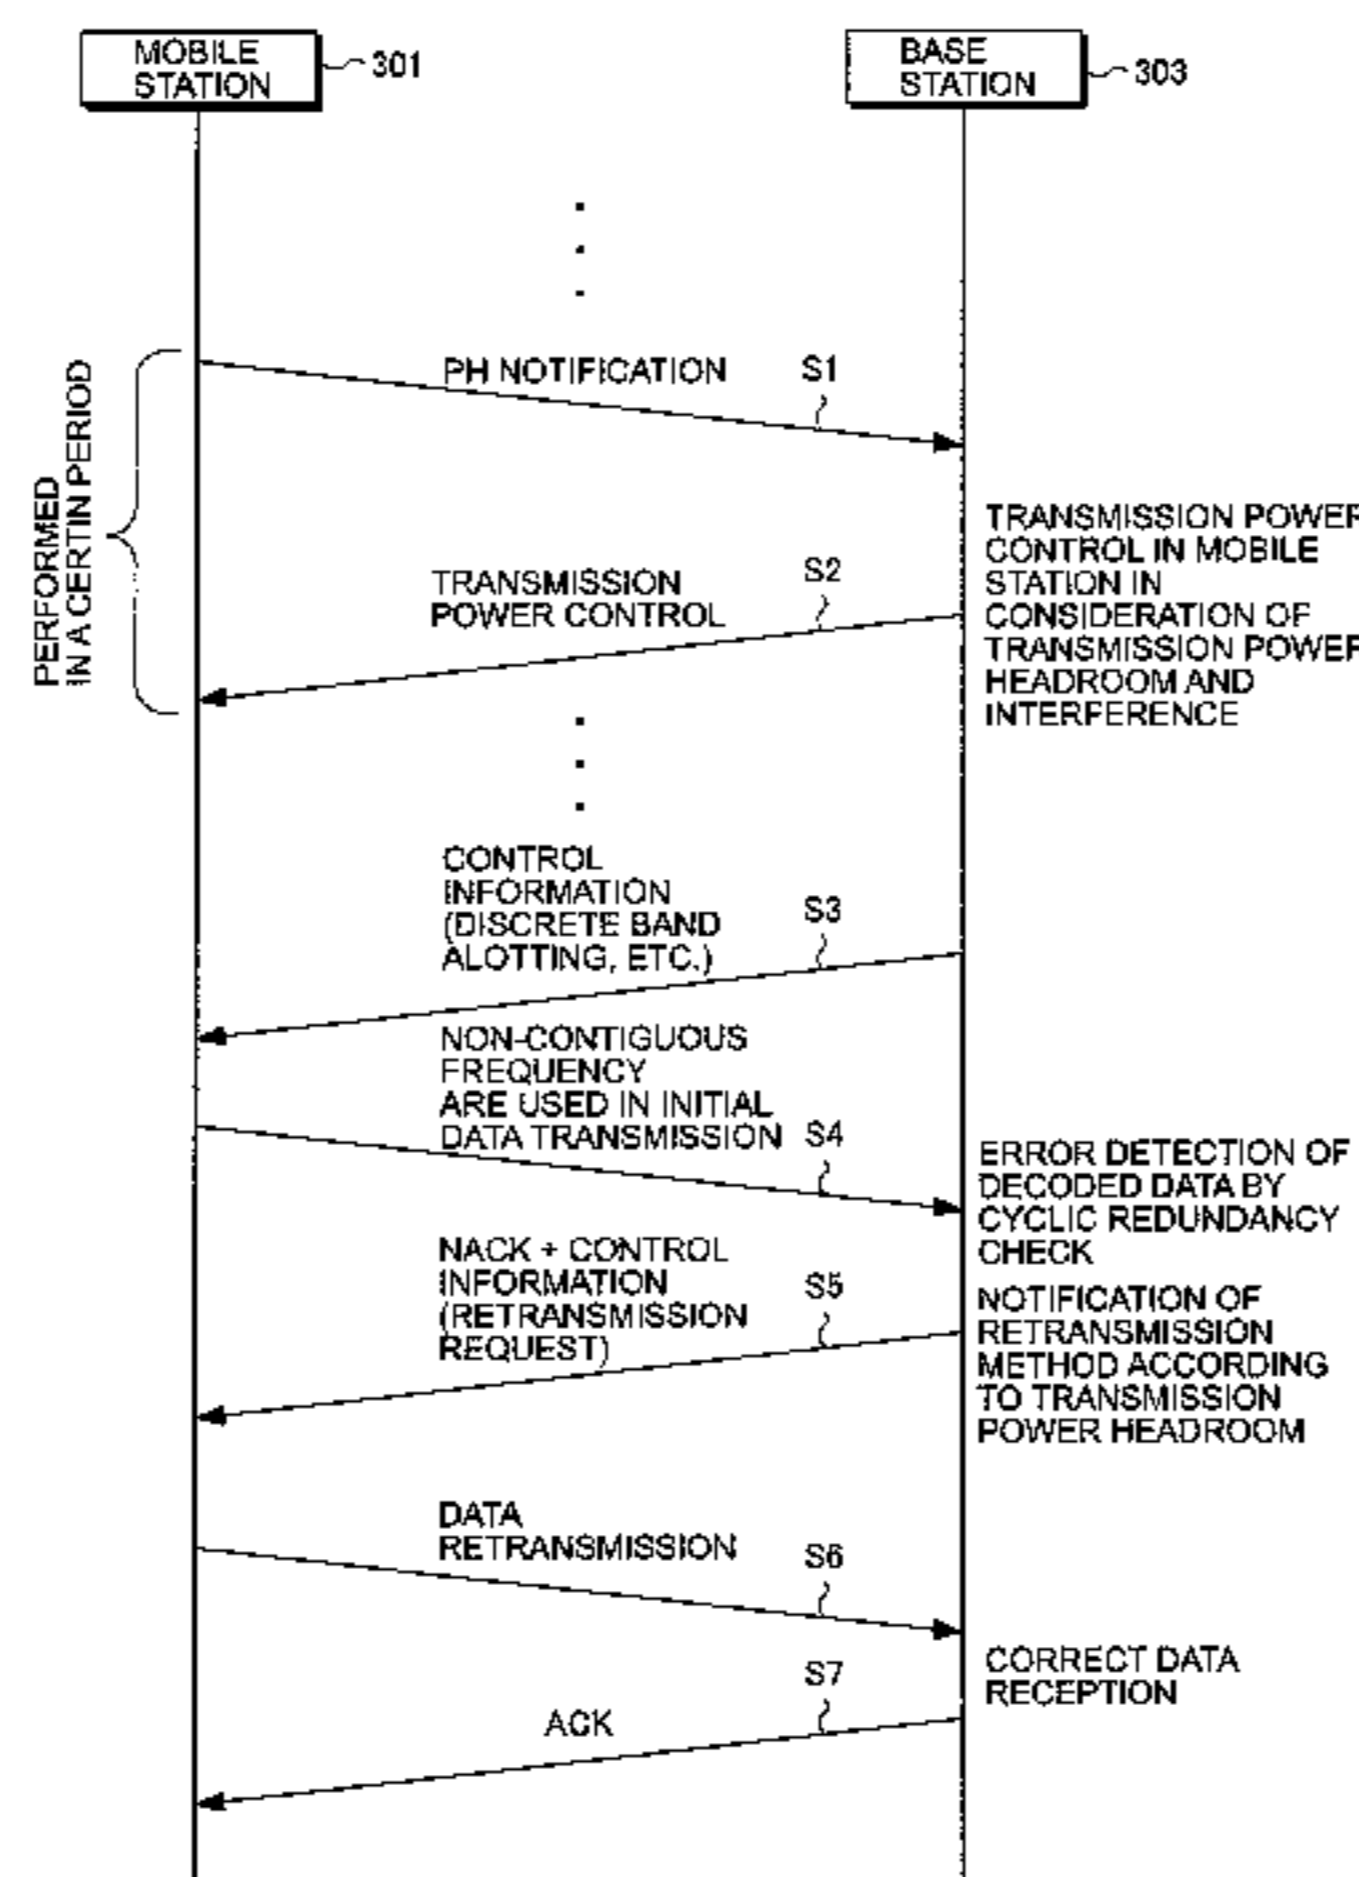 MOBILE
STATION
301
BASE
STATION
303
PH NOTIFICATION
S1
PERFORMED
IN A CERTIN PERIOD
TRANSMISSION POWER
CONTROL IN MOBILE
STATION IN
CONSIDERATION OF
TRANSMISSION POWER
HEADROOM AND
INTERFERENCE
TRANSMISSION
POWER CONTROL
S2
CONTROL
INFORMATION
(DISCRETE BAND
ALOTTING, ETC.)
S3
NON-CONTIGUOUS
FREQUENCY
ARE USED IN INITIAL
DATA TRANSMISSION
S4
ERROR DETECTION OF
DECODED DATA BY
CYCLIC REDUNDANCY
CHECK
NACK + CONTROL
INFORMATION
(RETRANSMISSION
REQUEST)
S5
NOTIFICATION OF
RETRANSMISSION
METHOD ACCORDING
TO TRANSMISSION
POWER HEADROOM
DATA
RETRANSMISSION
S6
CORRECT DATA
RECEPTION
S7
ACK